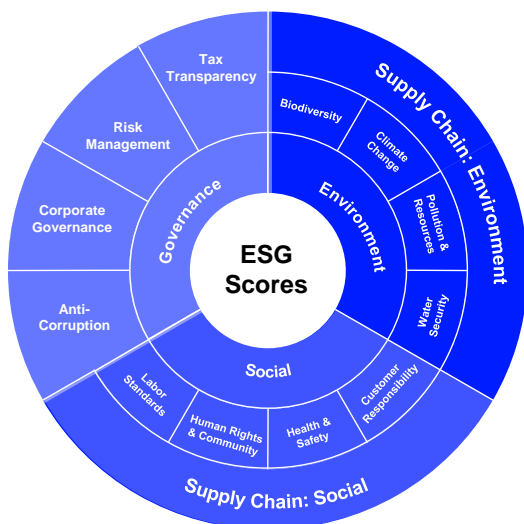 Tax
Transparency
Risk
Management
Corporate
Governance
Anti-
Corruption
Governance
Supply Chain: Environment
Biodiversity
Climate
Change
Pollution &
Resources
Water
Security
Environment
ESG
Scores
Social
Labor
Standards
Human Rights
& Community
Health &
Safety
Customer
Responsibility
Supply Chain: Social